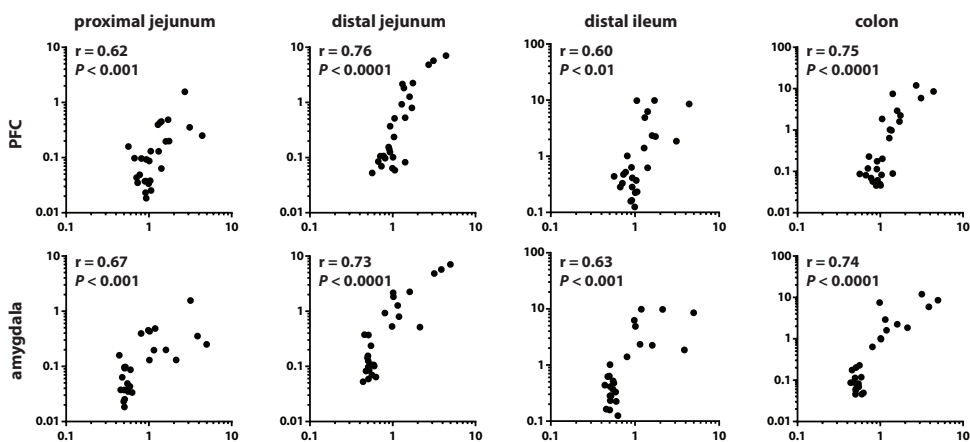 proximal jejunum
distal jejunum
distal ileum
colon
PFC
10
1
0.1
0.01
r = 0.62
P < 0.001
0.1
1
10
10
1
0.1
0.01
r = 0.76
P < 0.0001
0.1
1
10
100
10
1
0.1
r = 0.60
P < 0.01
0.1
1
10
100
10
1
0.1
0.01
r = 0.75
P < 0.0001
0.1
1
10
amygdala
10
1
0.1
0.01
r = 0.67
P < 0.001
0.1
1
10
10
1
0.1
0.01
r = 0.73
P < 0.0001
0.1
1
10
100
10
1
0.1
r = 0.63
P < 0.001
0.1
1
10
100
10
1
0.1
0.01
r = 0.74
P < 0.0001
0.1
1
10